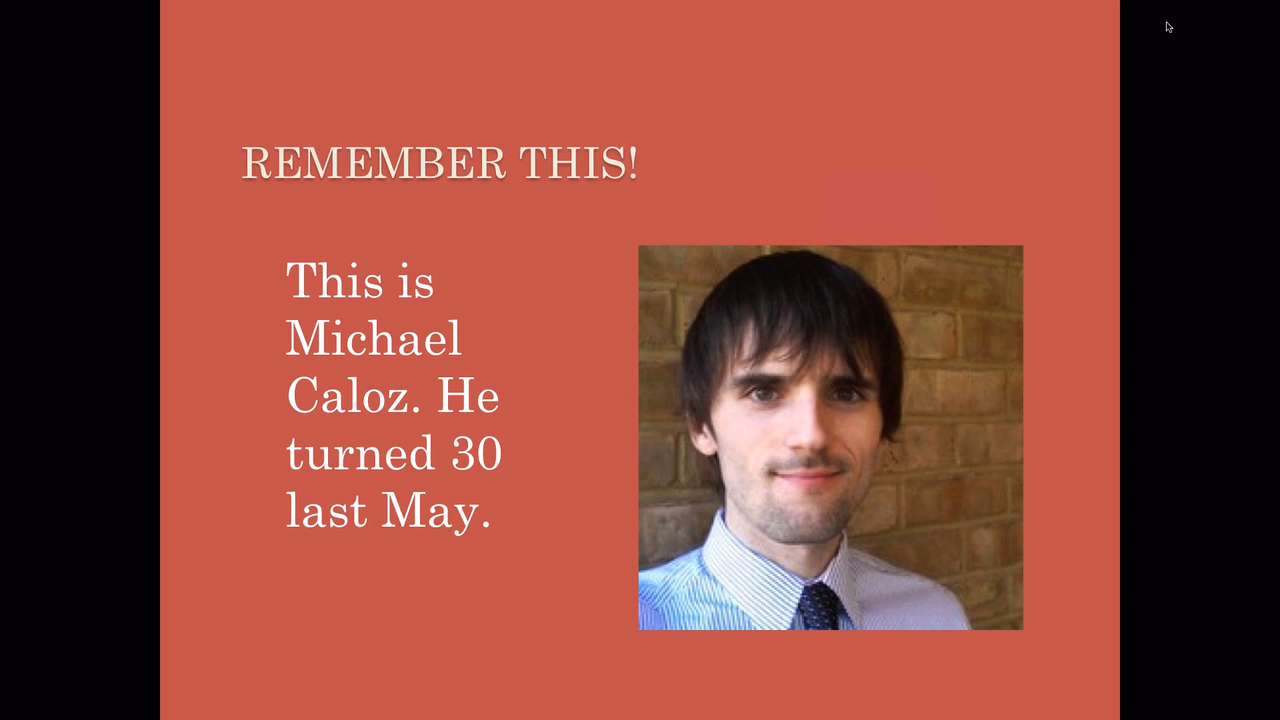 REMEMBER THIS!
This is
Michael
Caloz. He
turned 30
last May.